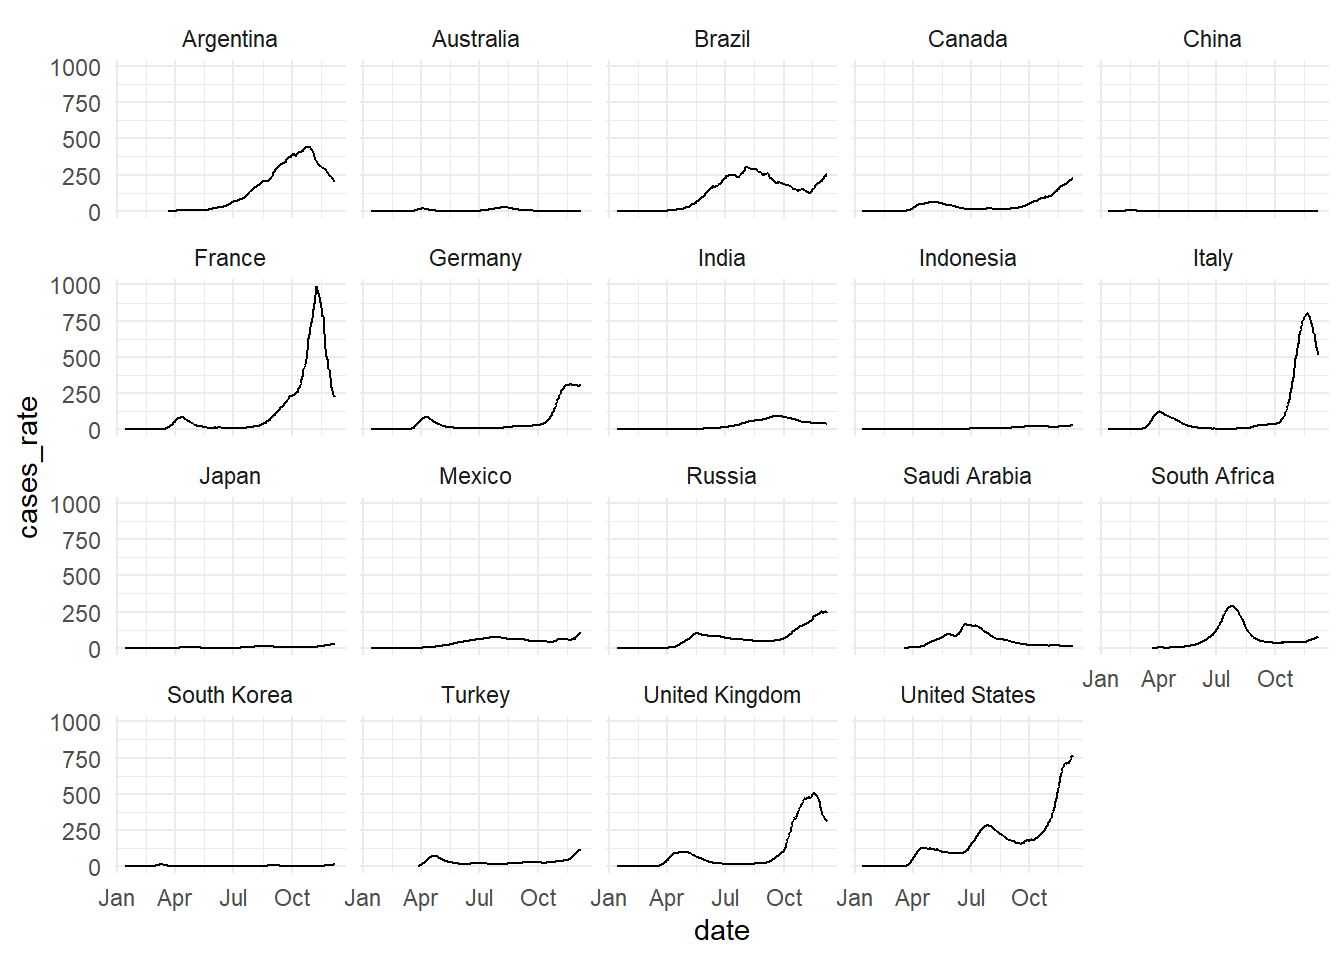 Argentina Australia Brazil Canada China
1000
750
500
250
0
France Germany India Indonesia Italy
1000
750
500
250
0
cases_rate
Japan Mexico Russia Saudi Arabia South Africa
1000
750
500
250
0
Jan Apr Jul Oct
South Korea Turkey United Kingdom United States
1000
750
500
250
0
Jan Apr Jul Oct Jan Apr Jul Oct Jan Apr Jul Oct Jan Apr Jul Oct
date